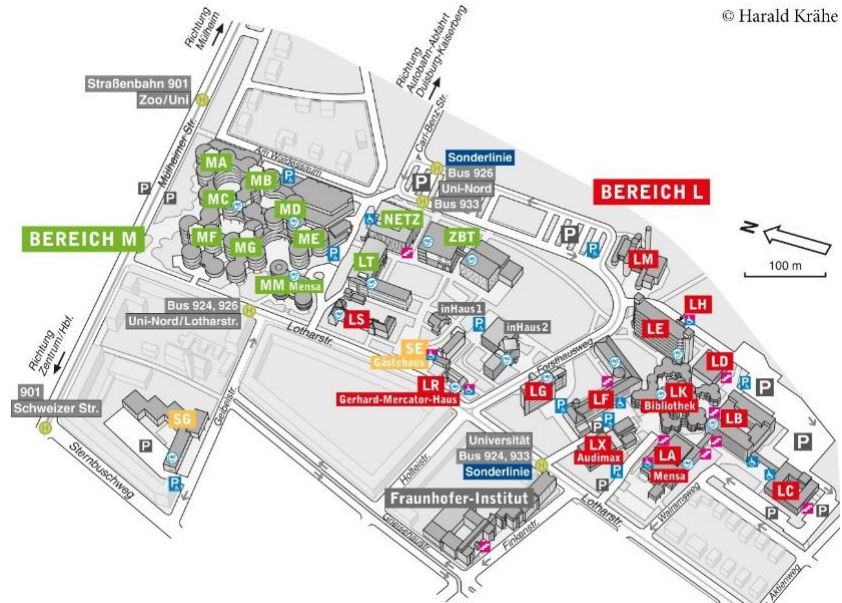 © Harald Krähe
Richtung
Mülheim
Richtung
Autobahn-Abfahrt
Duisburg-Kaiserberg
Straßenbahn 901
Zoo/Uni
H
Mülheimer Str.
Carl-Benz-Str.
Am Waldessaum
Sonderlinie
H
Bus 926
Uni-Nord
Bus 933
H
P
P
P
P
P
MA
MB
MC
MD
MF
MG
ME
MM Mensa
BEREICH M
BEREICH L
NETZ
ZBT
LT
P
P
P
LM
N
100 m
Bus 924, 926
Uni-Nord/Lotharstr.
H
Lotharstr.
LS
inHaus1
inHaus2
P
SE
Gästehaus
LR
Gerhard-Mercator-Haus
A. Forsthausweg
LH
P
LE
LD
P
LG
LF
P
LK
Bibliothek
LB
P
LX
Audimax
P
P
LA
Mensa
LC
P
P
P
Richtung
Zentrum/Hbf.
901
Schweizer Str.
H
SG
P
P
Geibelstr.
Sternbuschweg
Universität
Bus 924, 933
Sonderlinie
H
Fraunhofer-Institut
Finkenstr.
Lotharstr.
Walramsweg
Aktienweg